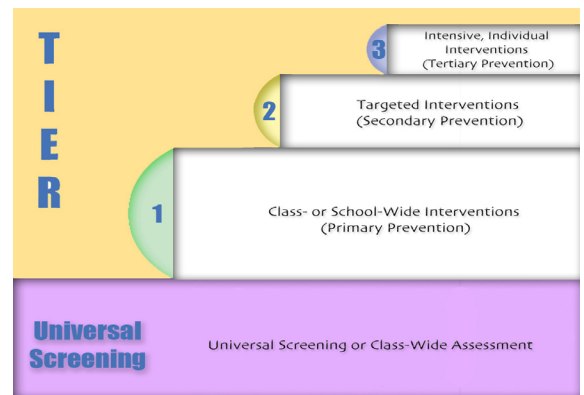 TIER
3
Intensive, Individual
Interventions
(Tertiary Prevention)
2
Targeted Interventions
(Secondary Prevention)
1
Class- or School-Wide Interventions
(Primary Prevention)
Universal
Screening
Universal Screening or Class-Wide Assessment